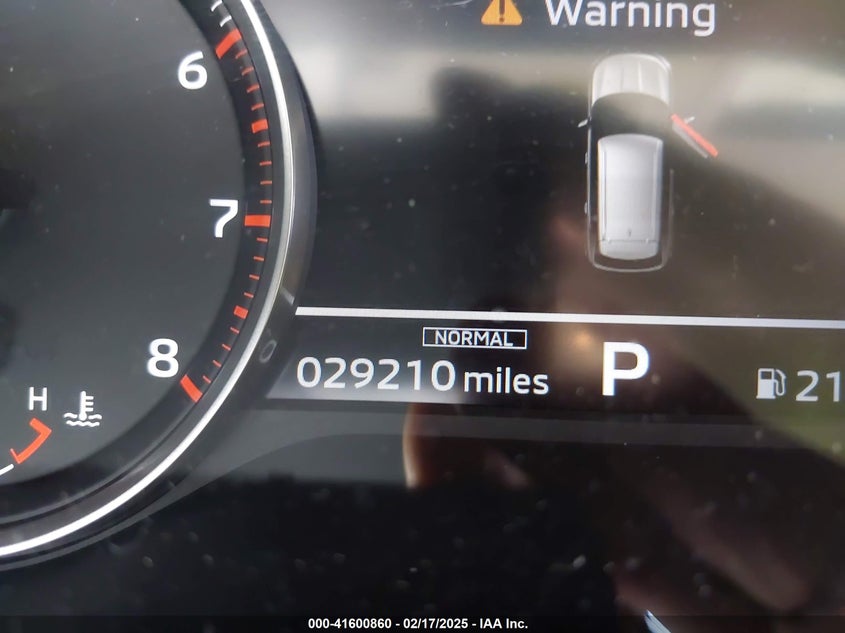 Warning
6
7
8
H
NORMAL
029210 miles
P
21
000-41600860 - 02/17/2025 - IAA Inc.